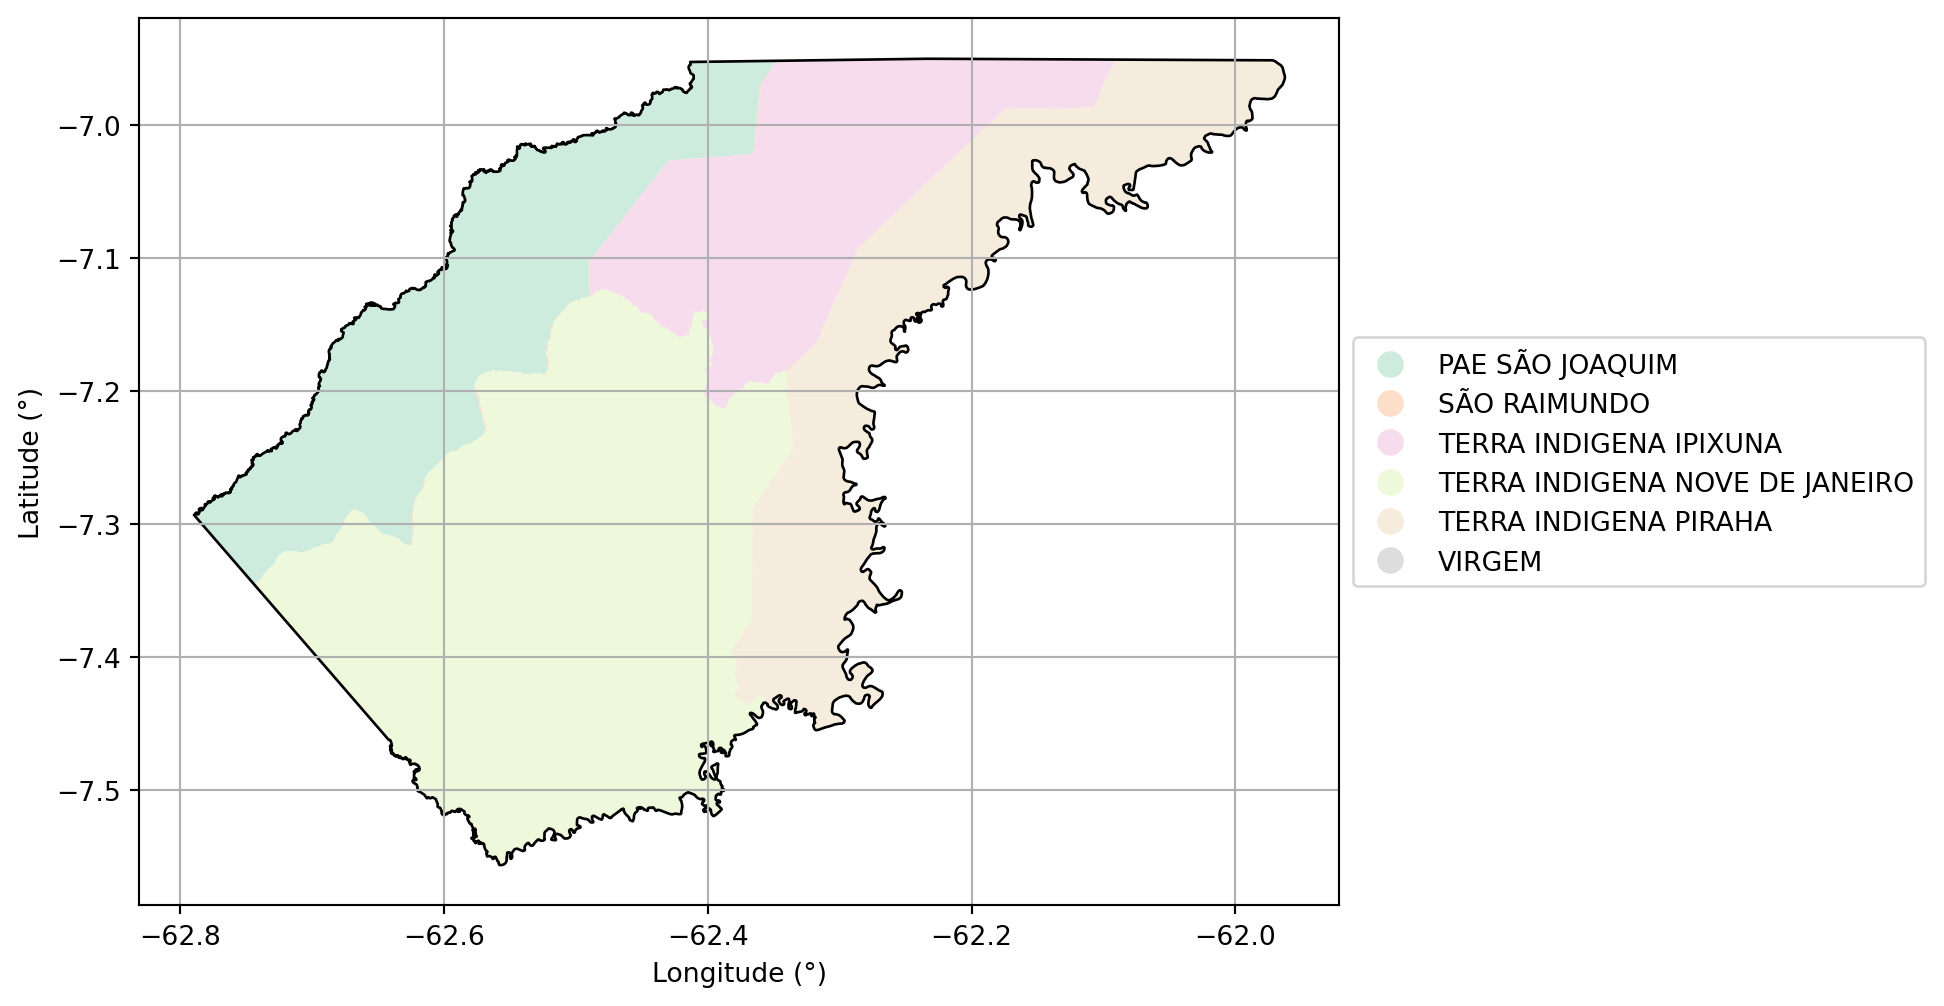 −7.0
−7.1
−7.2
−7.3
−7.4
−7.5
Latitude (°)
−62.8 −62.6 −62.4 −62.2 −62.0
Longitude (°)
PAE SÃO JOAQUIM
SÃO RAIMUNDO
TERRA INDIGENA IPIXUNA
TERRA INDIGENA NOVE DE JANEIRO
TERRA INDIGENA PIRAHA
VIRGEM